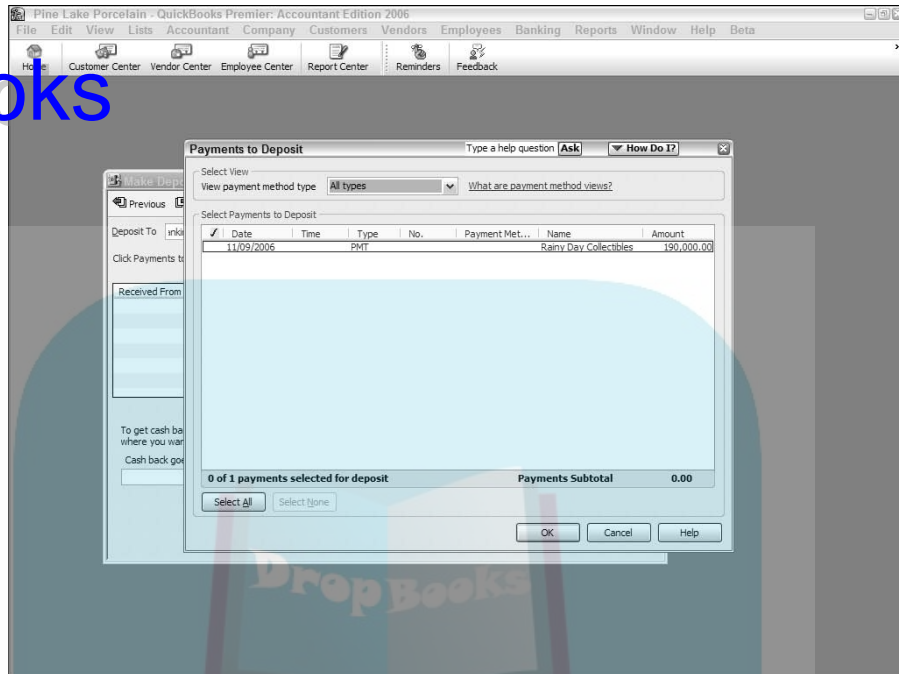 Pine Lake Porcelain - QuickBooks Premier: Accountant Edition 2006
File Edit View Lists Accountant Company Customers Vendors Employees Banking Reports Window Help Beta
Home Customer Center Vendor Center Employee Center Report Center Reminders Feedback
oks
Payments to Deposit Type a help question Ask How Do I?
Make Depo
Select View
View payment method type All types What are payment method views?
Previous
Select Payments to Deposit
Deposit To
✓ Date Time Type No. Payment Met... Name Amount
11/09/2006 PMT Rainy Day Collectibles 190,000.00
Click Payments to
Received From
To get cash ba
where you wan
Cash back goe
0 of 1 payments selected for deposit Payments Subtotal 0.00
Select All Select None
OK Cancel Help
DropBooks